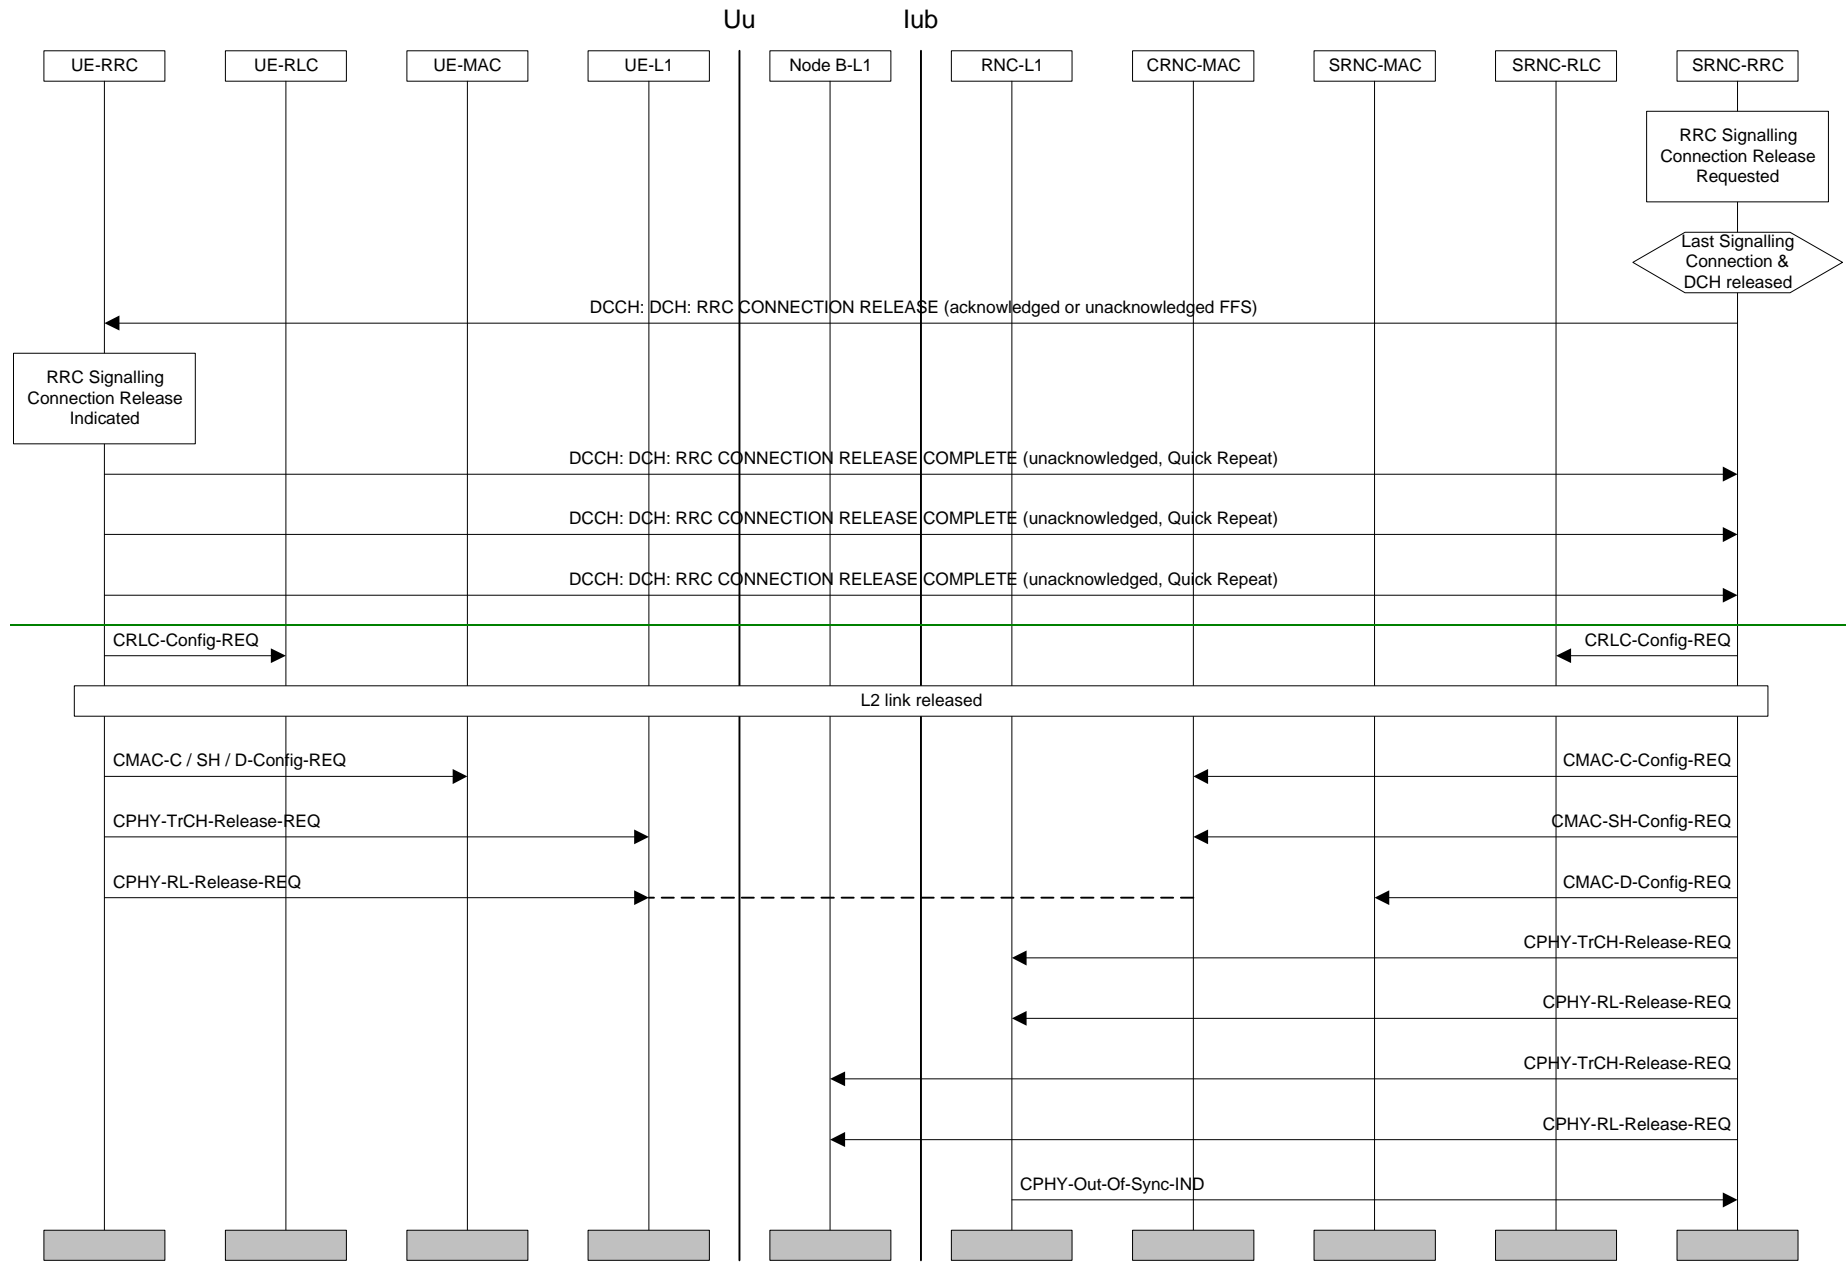 Uu
Iub
UE-RRC
UE-RLC
UE-MAC
UE-L1
Node B-L1
RNC-L1
CRNC-MAC
SRNC-MAC
SRNC-RLC
SRNC-RRC
RRC Signalling
Connection Release
Requested
Last Signalling
Connection &
DCH released
DCCH: DCH: RRC CONNECTION RELEASE (acknowledged or unacknowledged FFS)
RRC Signalling
Connection Release
Indicated
DCCH: DCH: RRC CONNECTION RELEASE COMPLETE (unacknowledged, Quick Repeat)
DCCH: DCH: RRC CONNECTION RELEASE COMPLETE (unacknowledged, Quick Repeat)
DCCH: DCH: RRC CONNECTION RELEASE COMPLETE (unacknowledged, Quick Repeat)
CRLC-Config-REQ
CRLC-Config-REQ
L2 link released
CMAC-C / SH / D-Config-REQ
CMAC-C-Config-REQ
CPHY-TrCH-Release-REQ
CMAC-SH-Config-REQ
CPHY-RL-Release-REQ
CMAC-D-Config-REQ
CPHY-TrCH-Release-REQ
CPHY-RL-Release-REQ
CPHY-TrCH-Release-REQ
CPHY-RL-Release-REQ
CPHY-Out-Of-Sync-IND